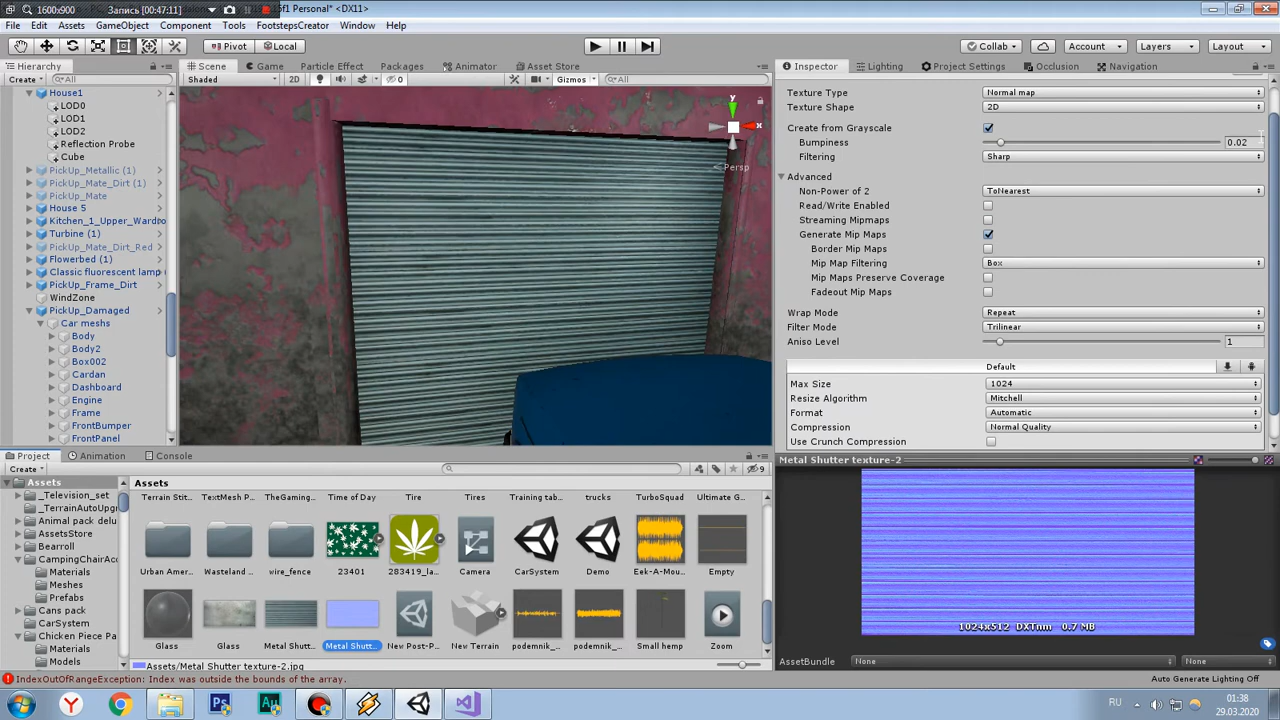 1600x900 Запись [00:47:11] 5f1 Personal* <DX11>
File Edit Assets GameObject Component Tools FootstepsCreator Window Help
Pivot Local Collab Account Layers Layout
Hierarchy
Create All
House1
LOD0
LOD1
LOD2
Reflection Probe
Cube
PickUp_Metallic (1)
PickUp_Mate_Dirt (1)
PickUp_Mate
House 5
Kitchen_1_Upper_Wardro
Turbine (1)
PickUp_Mate_Dirt_Red
Flowerbed (1)
Classic fluorescent lamp
PickUp_Frame_Dirt
WindZone
PickUp_Damaged
Car meshs
Body
Body2
Box002
Cardan
Dashboard
Engine
Frame
FrontBumper
FrontPanel
Scene Game Particle Effect Packages Animator Asset Store
Shaded 2D 0 Gizmos All
y
x
Persp
Inspector Lighting Project Settings Occlusion Navigation
Texture Type Normal map
Texture Shape 2D
Create from Grayscale
Bumpiness 0.02
Filtering Sharp
Advanced
Non-Power of 2 ToNearest
Read/Write Enabled
Streaming Mipmaps
Generate Mip Maps
Border Mip Maps
Mip Map Filtering Box
Mip Maps Preserve Coverage
Fadeout Mip Maps
Wrap Mode Repeat
Filter Mode Trilinear
Aniso Level 1
Default
Max Size 1024
Resize Algorithm Mitchell
Format Automatic
Compression Normal Quality
Use Crunch Compression
Project Animation Console
Create 9
Assets
_Television_set
_TerrainAutoUpgr
Animal pack delu
AssetsStore
Bearroll
CampingChairAcc
Materials
Meshes
Prefabs
Cans pack
CarSystem
Chicken Piece Pa
Materials
Models
Assets
Terrain Stit... TextMesh P... TheGaming... Time of Day Tire Tires Training tab... trucks TurboSquad Ultimate G...
Urban Amer... Wasteland ... wire_fence 23401 283419_la... Camera CarSystem Demo Eek-A-Mou... Empty
Glass Glass Metal Shutt... Metal Shutt... New Post-P... New Terrain podemnik_... podemnik_... Small hemp Zoom
Assets/Metal Shutter texture-2.jpg
Metal Shutter texture-2
1024x512 DXTnm 0.7 MB
AssetBundle None None
IndexOutOfRangeException: Index was outside the bounds of the array. Auto Generate Lighting Off
Y Ps Au RU 01:38
29.03.2020